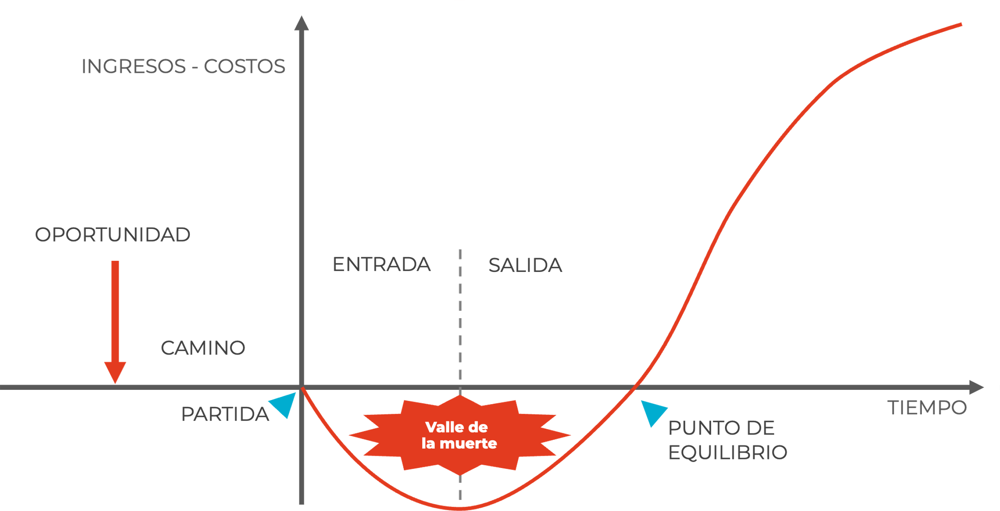 INGRESOS - COSTOS
OPORTUNIDAD
ENTRADA
SALIDA
CAMINO
PARTIDA
Valle de
la muerte
TIEMPO
PUNTO DE
EQUILIBRIO